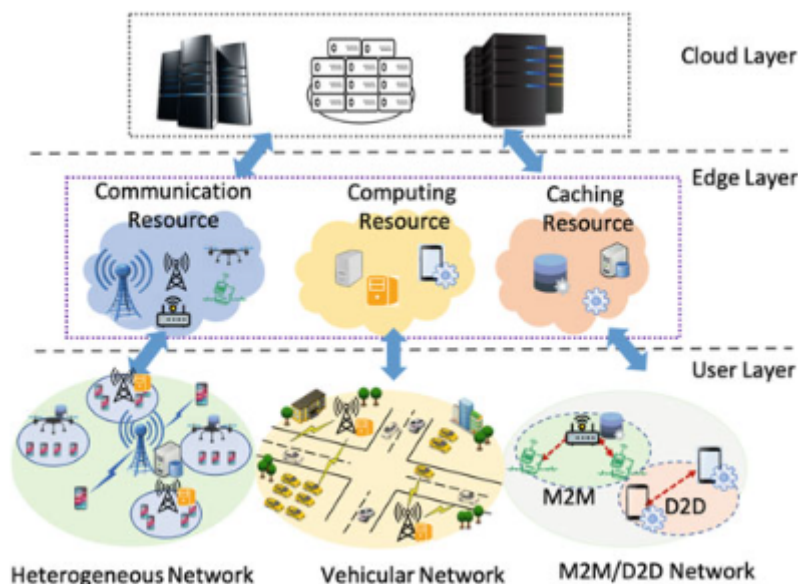 Cloud Layer
Edge Layer
Communication
Resource
Computing
Resource
Caching
Resource
User Layer
M2M
D2D
Heterogeneous Network
Vehicular Network
M2M/D2D Network